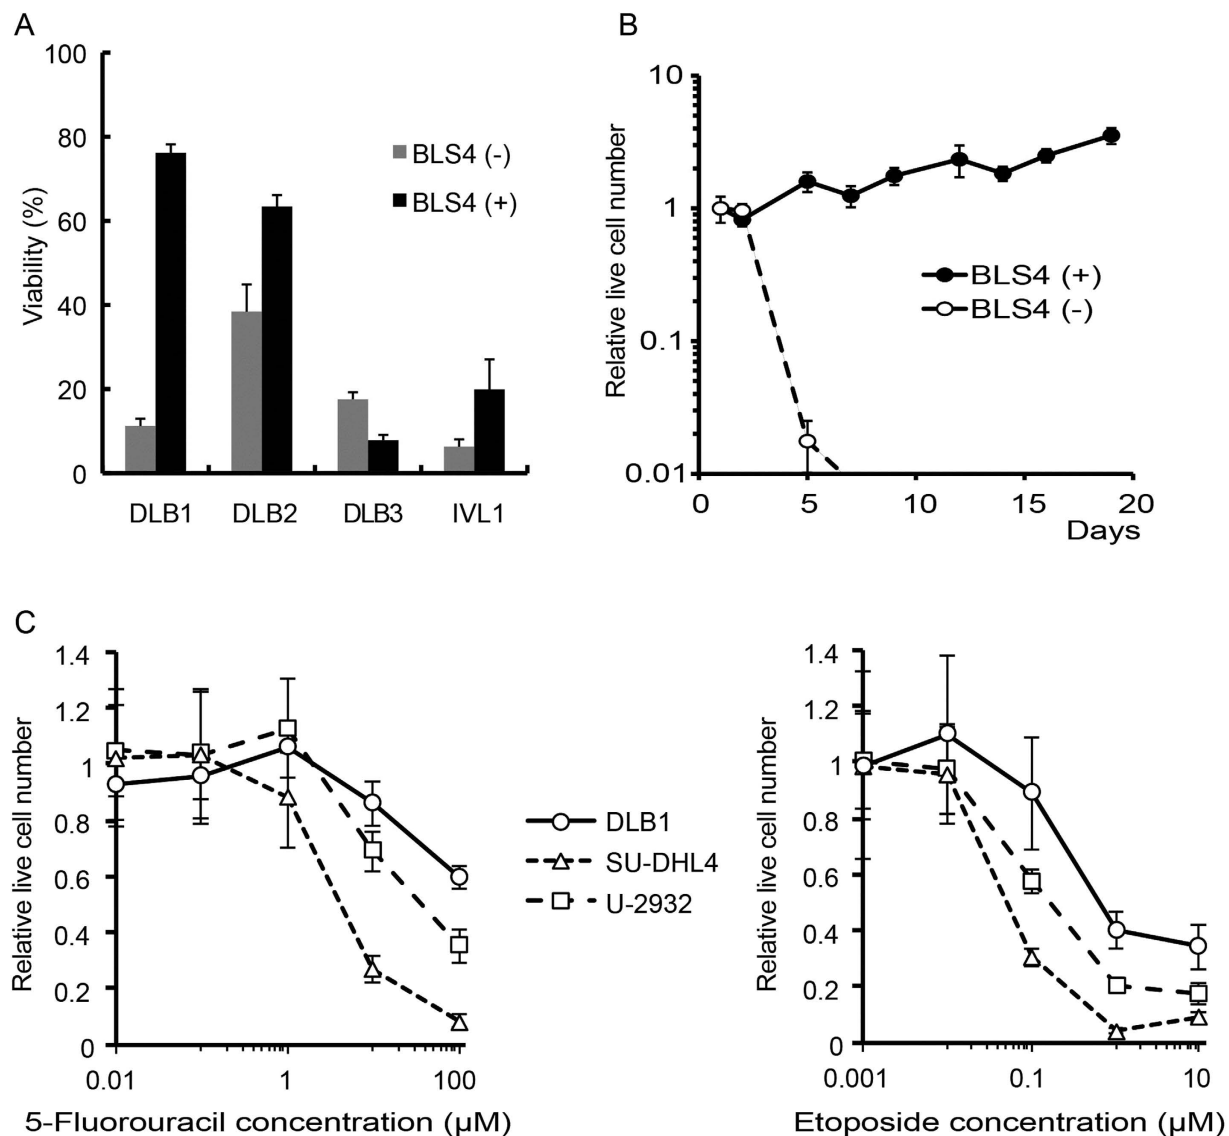 A
100
80
60
40
20
0
Viability (%)
BLS4 (-)
BLS4 (+)
DLB1 DLB2 DLB3 IVL1
B
10
1
0.1
0.01
Relative live cell number
BLS4 (+)
BLS4 (-)
0 5 10 15 20
Days
C
1.4
1.2
1
0.8
0.6
0.4
0.2
0
Relative live cell number
0.01 1 100
5-Fluorouracil concentration (μM)
DLB1
SU-DHL4
U-2932
1.4
1.2
1
0.8
0.6
0.4
0.2
0
Relative live cell number
0.001 0.1 10
Etoposide concentration (μM)